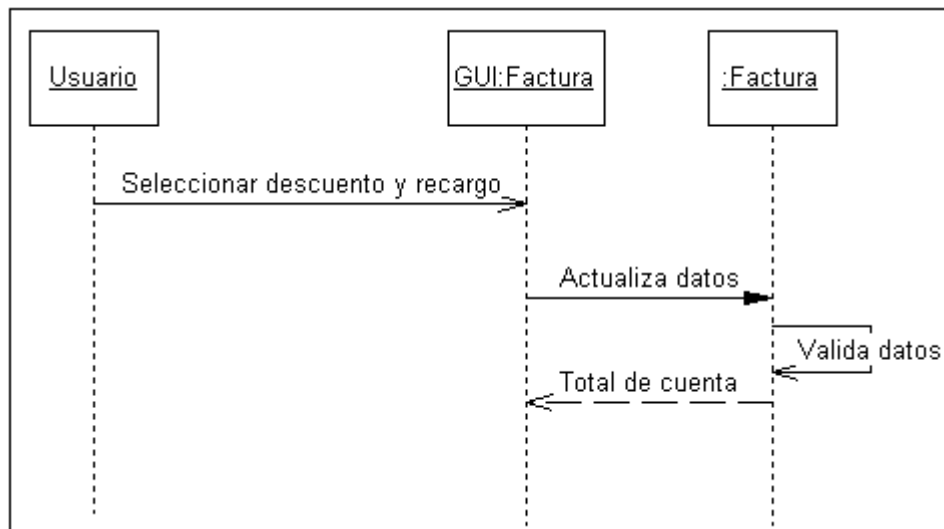 Usuario
GUI:Factura
:Factura
Seleccionar descuento y recargo
Actualiza datos
Valida datos
Total de cuenta